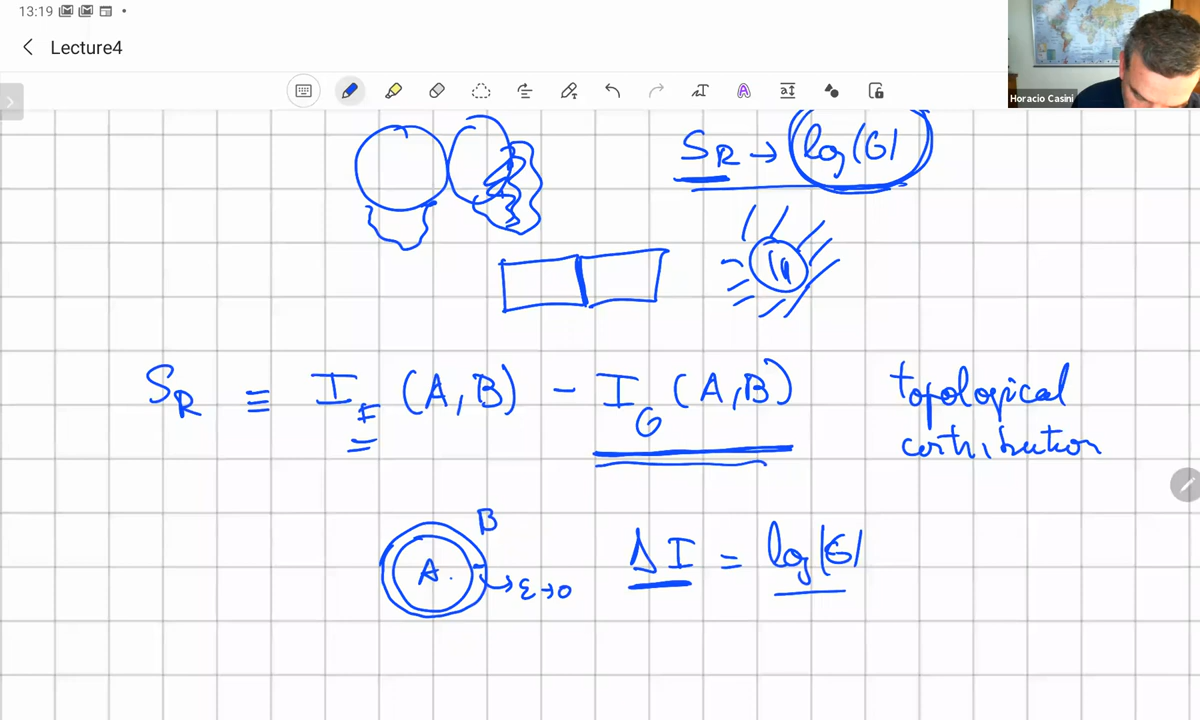 13:19
Lecture4
Horacio Casini
S_R → log|G|
S_R ≡ I_F (A,B) − I_G (A,B) topological
contribution
A B ε→0 ΔI = log|G|